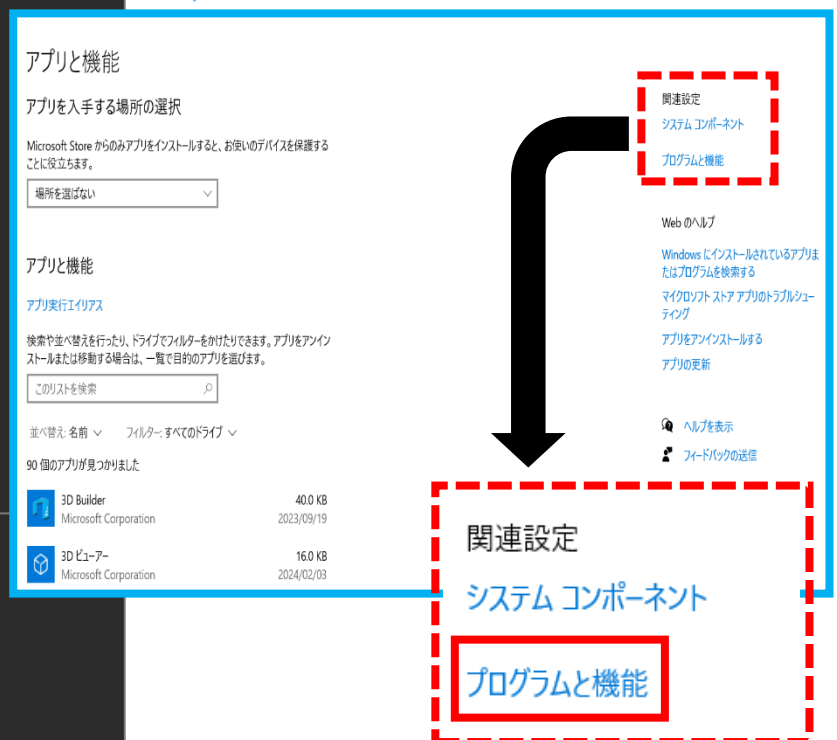 アプリと機能
アプリを入手する場所の選択
Microsoft Store からのみアプリをインストールすると、お使いのデバイスを保護する
ことに役立ちます。
場所を選ばない
アプリと機能
アプリ実行エイリアス
検索や並べ替えを行ったり、ドライブでフィルターをかけたりできます。アプリをアンイン
ストールまたは移動する場合は、一覧で目的のアプリを選びます。
このリストを検索
並べ替え: 名前
フィルター: すべてのドライブ
90 個のアプリが見つかりました
3D Builder
40.0 KB
Microsoft Corporation
2023/09/19
3D ビューアー
16.0 KB
Microsoft Corporation
2024/02/03
関連設定
システム コンポーネント
プログラムと機能
Web のヘルプ
Windows にインストールされているアプリま
たはプログラムを検索する
マイクロソフト ストア アプリのトラブルシュー
ティング
アプリをアンインストールする
アプリの更新
ヘルプを表示
フィードバックの送信
関連設定
システム コンポーネント
プログラムと機能